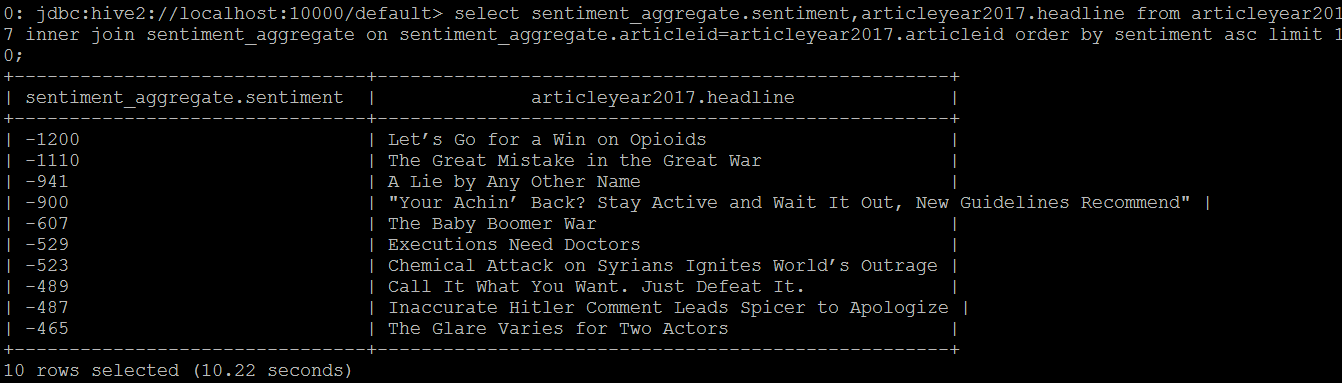 0: jdbc:hive2://localhost:10000/default> select sentiment_aggregate.sentiment,articleyear2017.headline from articleyear201
7 inner join sentiment_aggregate on sentiment_aggregate.articleid=articleyear2017.articleid order by sentiment asc limit 1
0;
+---------------------------------+----------------------------------------------------+
| sentiment_aggregate.sentiment | articleyear2017.headline |
+---------------------------------+----------------------------------------------------+
| -1200 | Let’s Go for a Win on Opioids |
| -1110 | The Great Mistake in the Great War |
| -941 | A Lie by Any Other Name |
| -900 | "Your Achin’ Back? Stay Active and Wait It Out, New Guidelines Recommend" |
| -607 | The Baby Boomer War |
| -529 | Executions Need Doctors |
| -523 | Chemical Attack on Syrians Ignites World’s Outrage |
| -489 | Call It What You Want. Just Defeat It. |
| -487 | Inaccurate Hitler Comment Leads Spicer to Apologize |
| -465 | The Glare Varies for Two Actors |
+---------------------------------+----------------------------------------------------+
10 rows selected (10.22 seconds)